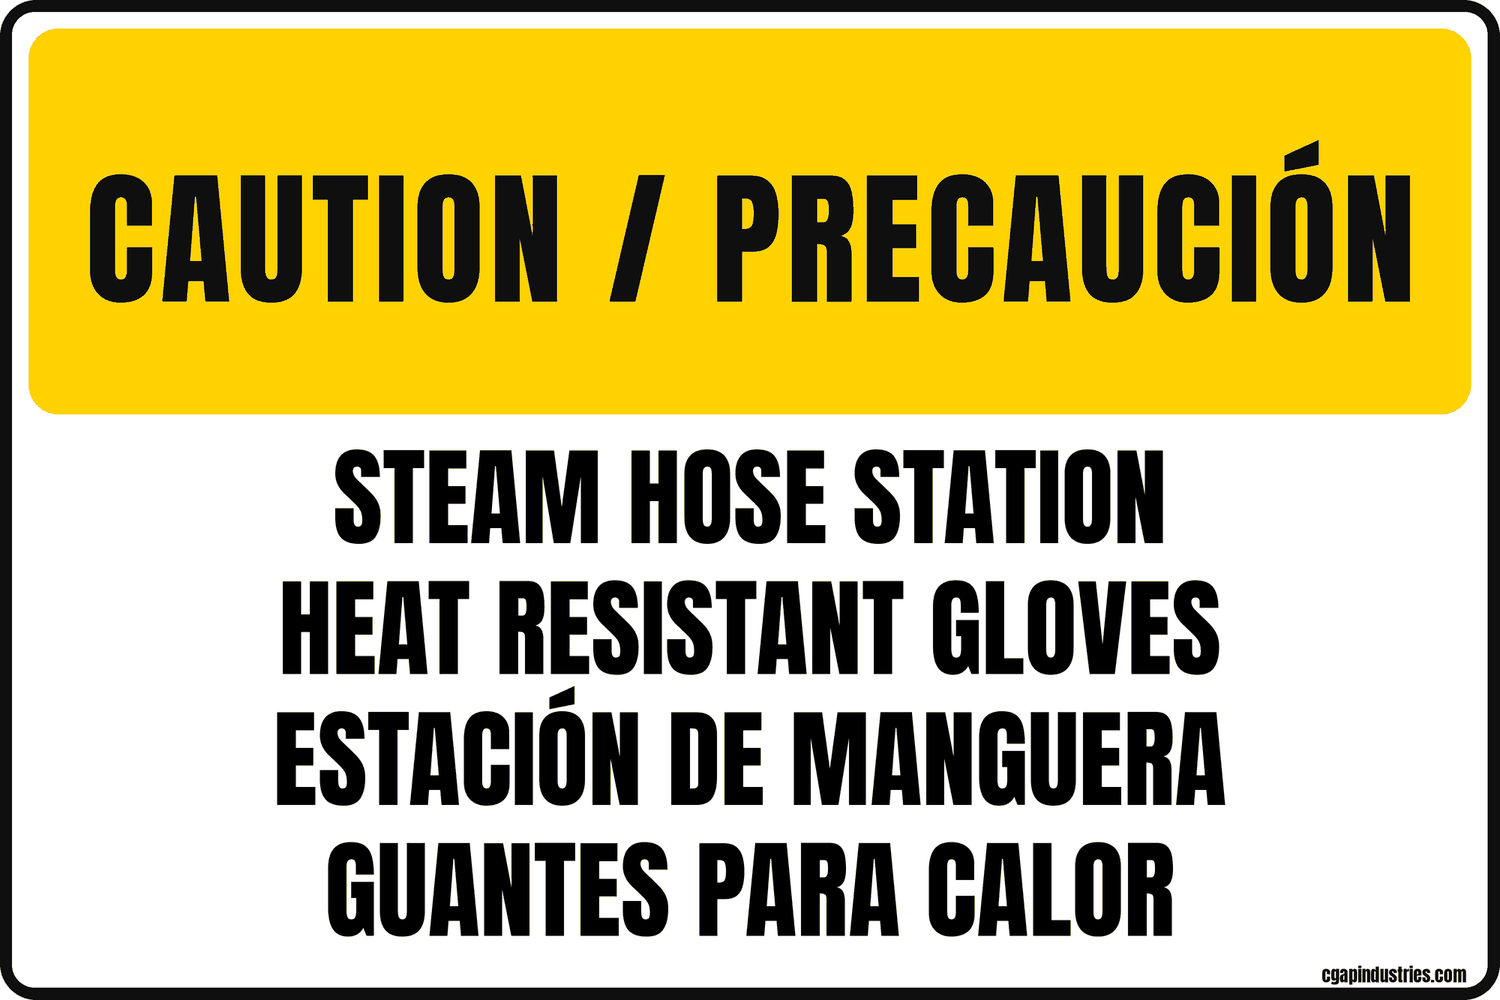 CAUTION / PRECAUCIÓN
STEAM HOSE STATION
HEAT RESISTANT GLOVES
ESTACIÓN DE MANGUERA
GUANTES PARA CALOR
cgapindustries.com